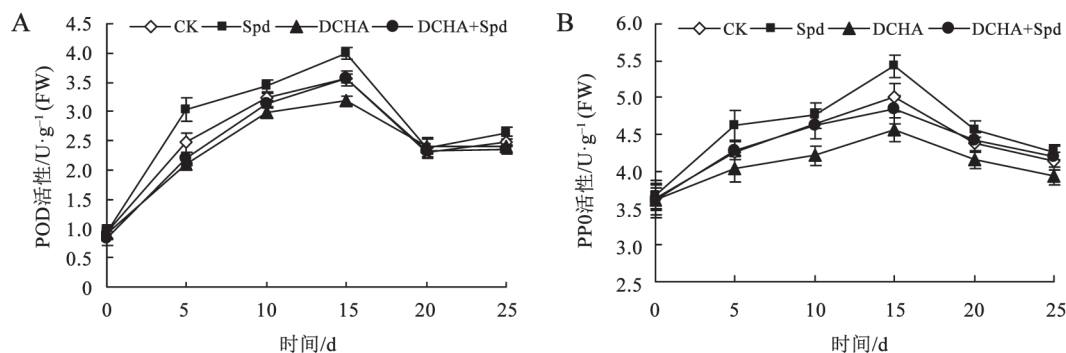 A
CK Spd DCHA DCHA+Spd
4.5
4.0
3.5
3.0
2.5
2.0
1.5
1.0
0.5
0
POD活性/U·g⁻¹ (FW)
0 5 10 15 20 25
时间/d
B
CK Spd DCHA DCHA+Spd
6.0
5.5
5.0
4.5
4.0
3.5
3.0
2.5
PP0活性/U·g⁻¹ (FW)
0 5 10 15 20 25
时间/d